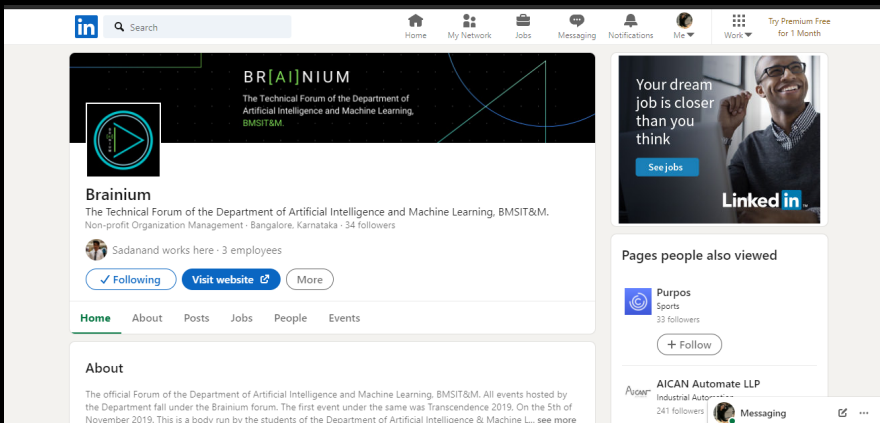 in
Search
Home
My Network
Jobs
Messaging
Notifications
Me
Work
Try Premium Free
for 1 Month
BR[AI]NIUM
The Technical Forum of the Department of
Artificial Intelligence and Machine Learning,
BMSIT&M.
Brainium
The Technical Forum of the Department of Artificial Intelligence and Machine Learning, BMSIT&M.
Non-profit Organization Management · Bangalore, Karnataka · 34 followers
Sadanand works here · 3 employees
Following
Visit website
More
Home
About
Posts
Jobs
People
Events
About
The official Forum of the Department of Artificial Intelligence and Machine Learning, BMSIT&M. All events hosted by
the Department fall under the Brainium forum. The first event under the same was Transcendence 2019, On the 5th of
November 2019. This is a body run by the students of the Department of Artificial Intelligence & Machine L... see more
Your dream
job is closer
than you
think
See jobs
Linked in
Pages people also viewed
Purpos
Sports
33 followers
+ Follow
AICAN
AICAN Automate LLP
Industrial
241 followers
Messaging